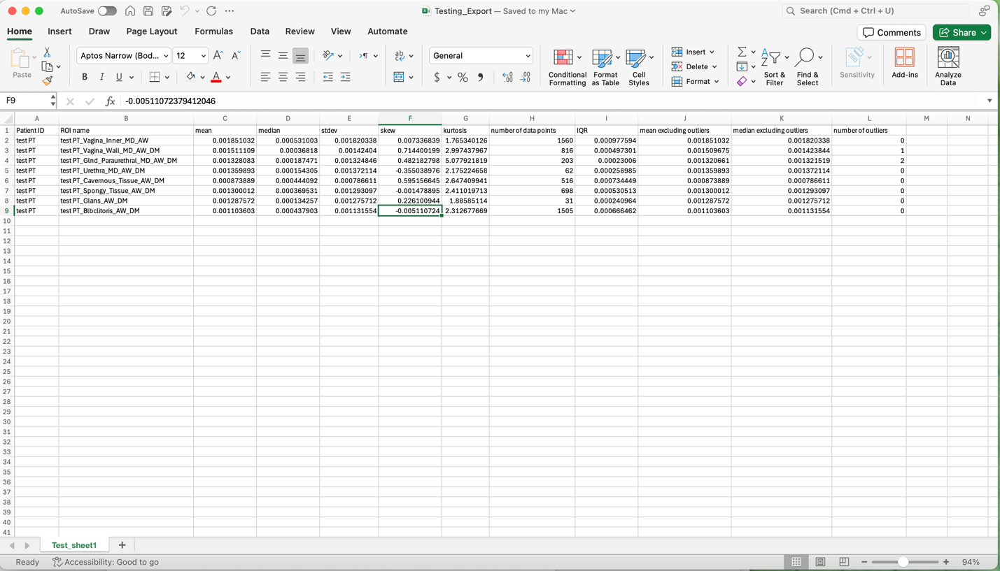 AutoSave
Testing_Export — Saved to my Mac
Search (Cmd + Ctrl + U)
Home Insert Draw Page Layout Formulas Data Review View Automate
Comments Share
Paste
Aptos Narrow (Bod... 12
B I U
General
$ %
Conditional Formatting
Format as Table
Cell Styles
Insert
Delete
Format
Sort & Filter
Find & Select
Sensitivity
Add-ins
Analyze Data
F9 fx -0.00511072379412046
A B C D E F G H I J K L M N
1 Patient ID ROI name mean median stdev skew kurtosis number of data points IQR mean excluding outliers median excluding outliers number of outliers
2 test PT test PT_Vagina_Inner_MD_AW 0.001851032 0.000531003 0.001820338 0.007336839 1.765340126 1560 0.000977594 0.001851032 0.001820338 0
3 test PT test PT_Vagina_Wall_MD_AW_DM 0.001511109 0.00036818 0.00142404 0.714400199 2.997437967 816 0.000497301 0.001509675 0.001423844 1
4 test PT test PT_Glnd_Paraurethral_MD_AW_DM 0.001328083 0.000187471 0.001324846 0.482182798 5.077921819 203 0.00023006 0.001320661 0.001321519 2
5 test PT test PT_Urethra_MD_AW_DM 0.001359893 0.000154305 0.001372114 -0.355038976 2.175224658 62 0.000258985 0.001359893 0.001372114 0
6 test PT test PT_Cavernous_Tissue_AW_DM 0.000873889 0.000444092 0.000786611 0.595156645 2.647409941 516 0.000734449 0.000873889 0.000786611 0
7 test PT test PT_Spongy_Tissue_AW_DM 0.001300012 0.000369531 0.001293097 -0.001478895 2.411019713 698 0.000530513 0.001300012 0.001293097 0
8 test PT test PT_Glans_AW_DM 0.001287572 0.000134257 0.001275712 0.226100944 1.88585114 31 0.000240964 0.001287572 0.001275712 0
9 test PT test PT_Blbclitoris_AW_DM 0.001103603 0.000437903 0.001131554 -0.005110724 2.312677669 1505 0.000666462 0.001103603 0.001131554 0
10
11
12
13
14
15
16
17
18
19
20
21
22
23
24
25
26
27
28
29
30
31
32
33
34
35
36
37
38
39
40
41
Test_sheet1 +
Ready Accessibility: Good to go 94%